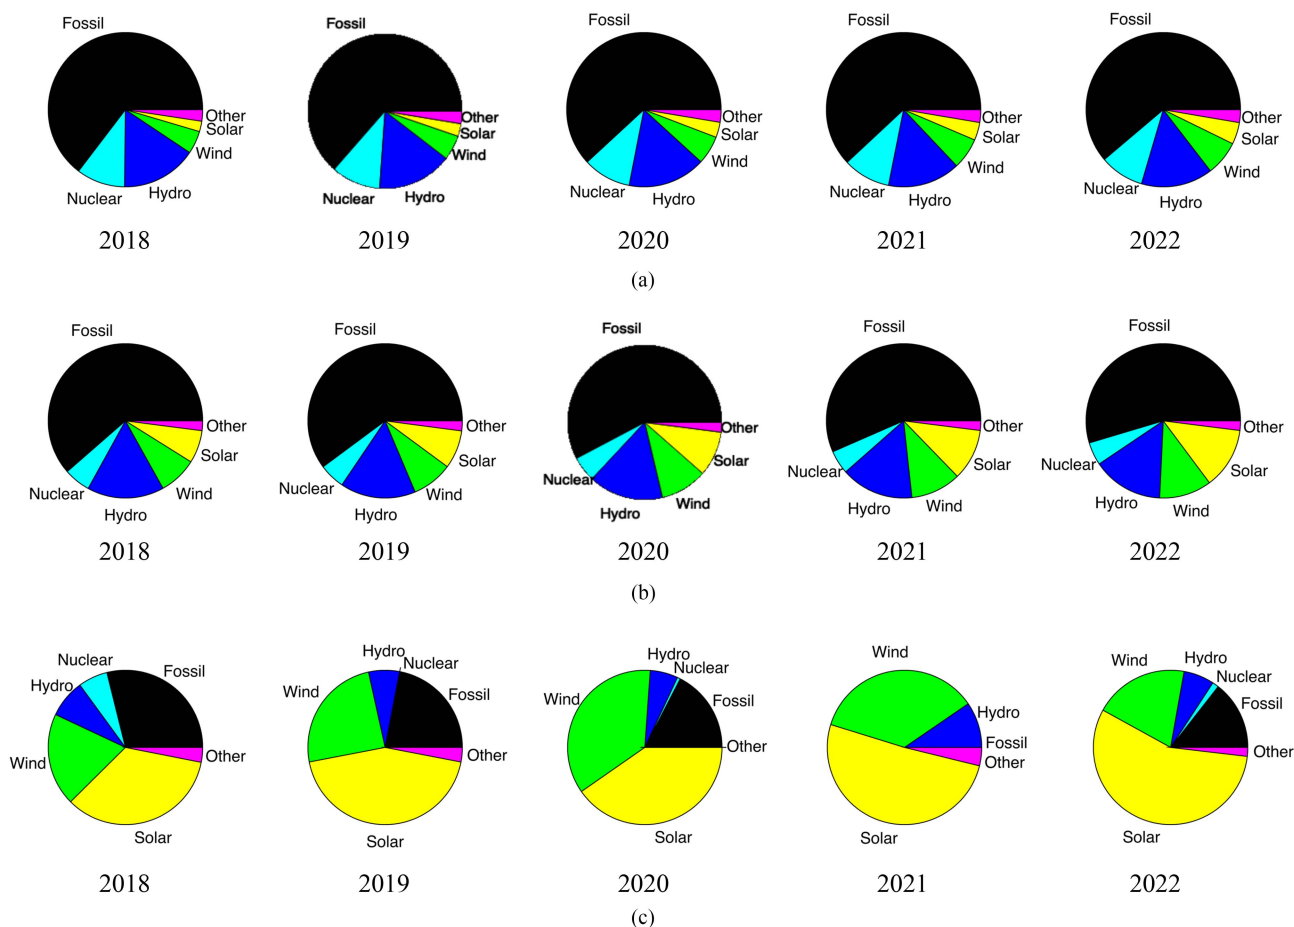 Fossil Fossil Fossil Fossil Fossil
Other Other Other Other Other
Solar Solar Solar Solar Solar
Wind Wind Wind Wind Wind
Nuclear Nuclear Nuclear Nuclear Nuclear
Hydro Hydro Hydro Hydro Hydro
2018 2019 2020 2021 2022
(a)
Fossil Fossil Fossil Fossil Fossil
Other Other Other Other Other
Solar Solar Solar Solar Solar
Nuclear Nuclear Nuclear Nuclear Nuclear
Wind Wind Wind Wind Wind
Hydro Hydro Hydro Hydro Hydro
2018 2019 2020 2021 2022
(b)
Hydro Hydro Wind Wind Hydro
Nuclear Nuclear Nuclear Nuclear
Fossil Fossil Fossil Fossil
Hydro Wind Wind Hydro
Fossil
Wind Other Other Other Other Other
Solar Solar Solar Solar Solar
2018 2019 2020 2021 2022
(c)